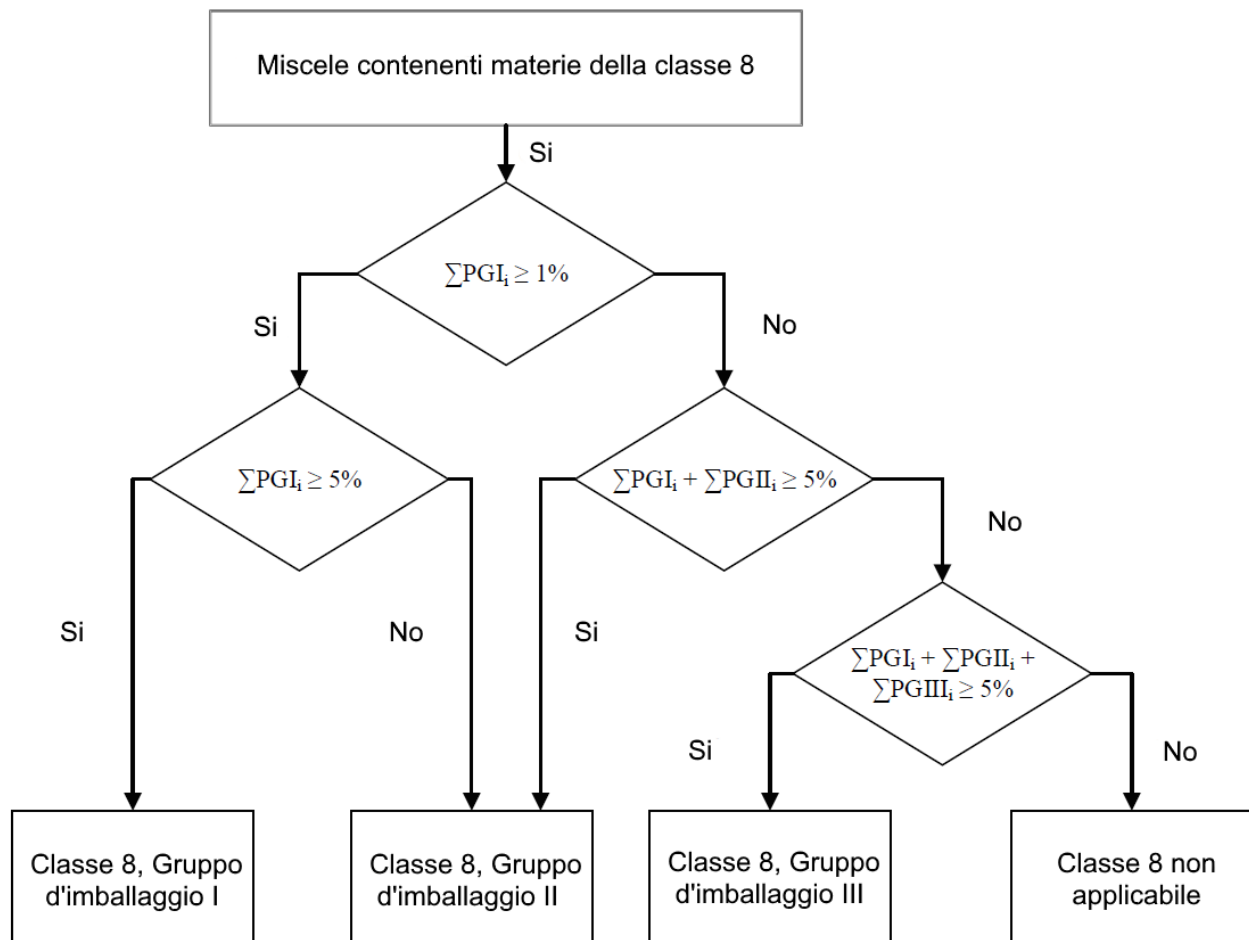 Miscele contenenti materie della classe 8
Si
∑PGIᵢ ≥ 1%
Si
No
∑PGIᵢ ≥ 5%
∑PGIᵢ + ∑PGIIᵢ ≥ 5%
No
Si
No
Si
∑PGIᵢ + ∑PGIIᵢ +
∑PGIIIᵢ ≥ 5%
Si
No
Classe 8, Gruppo
d'imballaggio I
Classe 8, Gruppo
d'imballaggio II
Classe 8, Gruppo
d'imballaggio III
Classe 8 non
applicabile